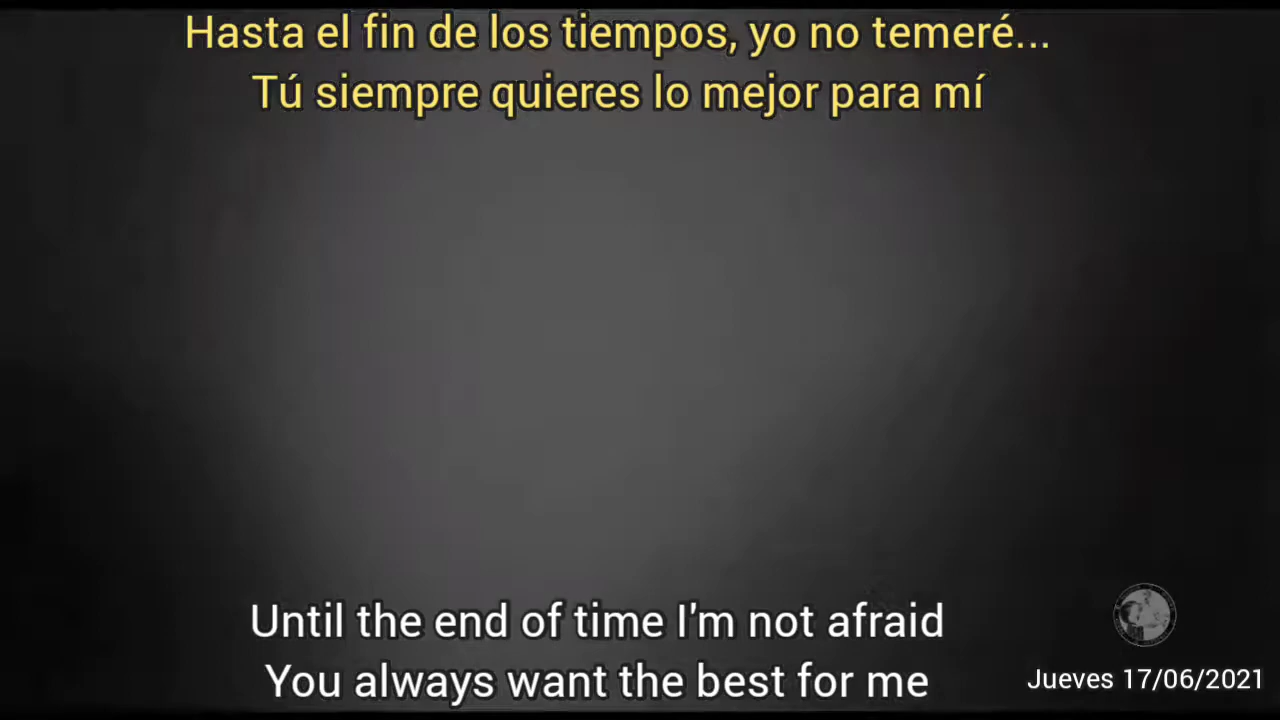 Hasta el fin de los tiempos, yo no temeré...
Tú siempre quieres lo mejor para mí
Until the end of time I'm not afraid
You always want the best for me
Jueves 17/06/2021